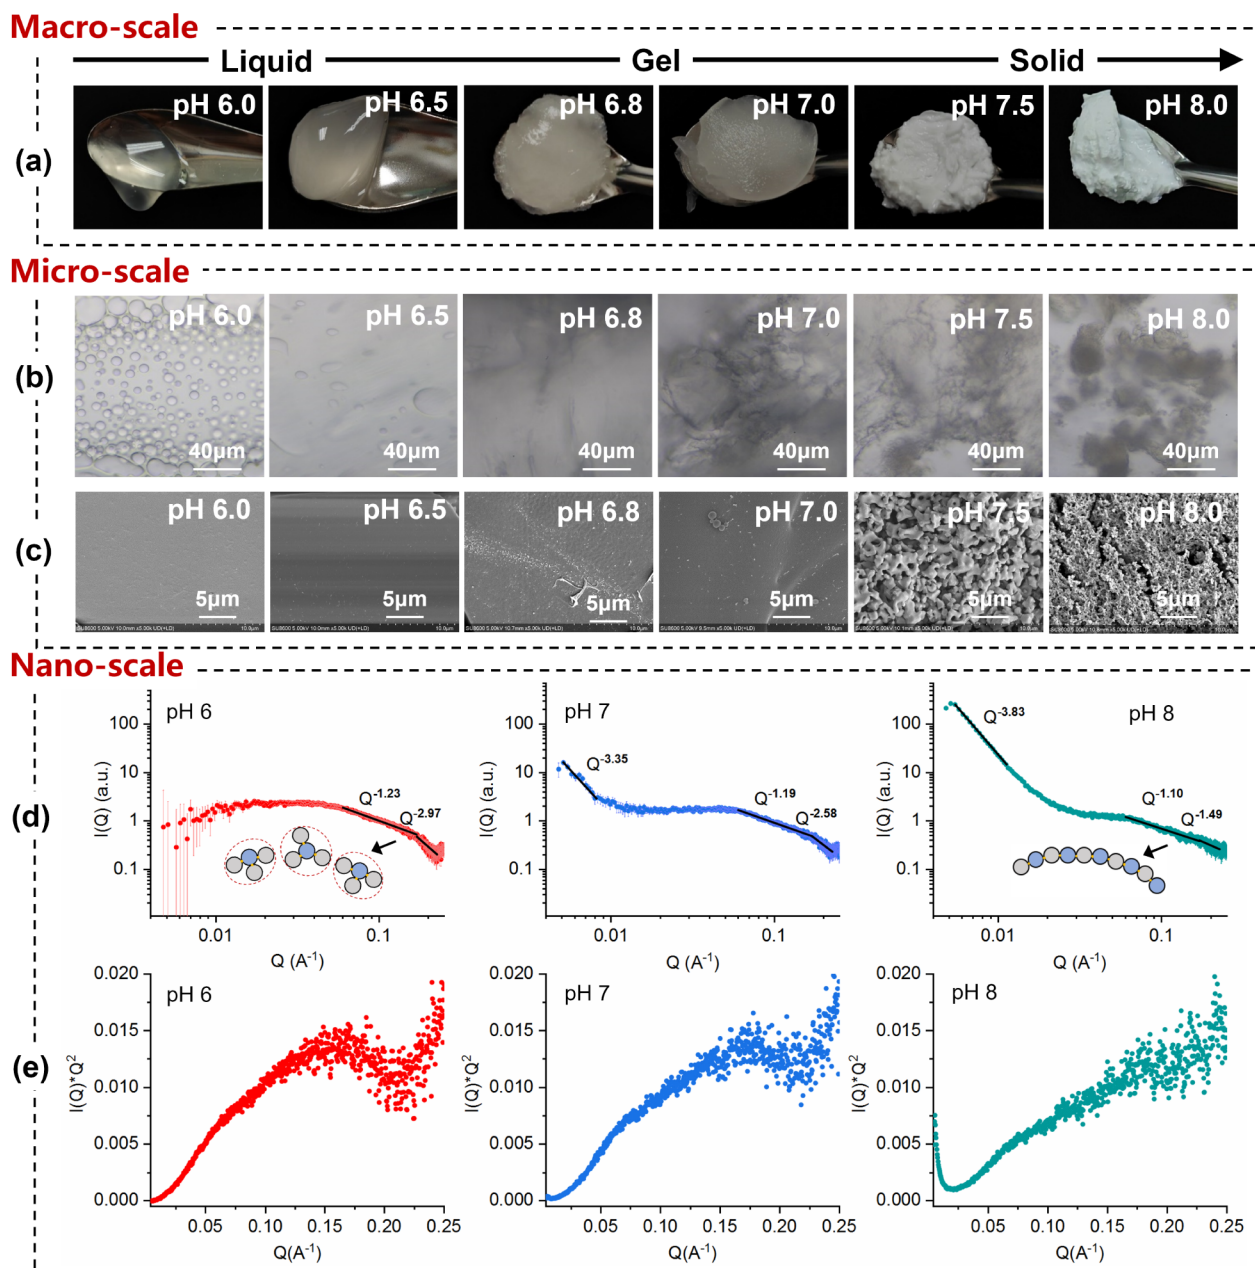 Macro-scale
Liquid Gel Solid
(a)
pH 6.0 pH 6.5 pH 6.8 pH 7.0 pH 7.5 pH 8.0
Micro-scale
(b)
pH 6.0 pH 6.5 pH 6.8 pH 7.0 pH 7.5 pH 8.0
40μm 40μm 40μm 40μm 40μm 40μm
(c)
pH 6.0 pH 6.5 pH 6.8 pH 7.0 pH 7.5 pH 8.0
5μm 5μm 5μm 5μm 5μm 5μm
Nano-scale
(d)
pH 6
I(Q) (a.u.)
100
10
1
0.1
Q^-1.23
Q^-2.97
0.01 0.1
Q (A^-1)
pH 7
I(Q) (a.u.)
100
10
1
0.1
Q^-3.35
Q^-1.19
Q^-2.58
0.01 0.1
Q (A^-1)
pH 8
I(Q) (a.u.)
100
10
1
0.1
Q^-3.83
Q^-1.10
Q^-1.49
0.01 0.1
Q (A^-1)
(e)
pH 6
I(Q)*Q^2
0.020
0.015
0.010
0.005
0.000
0.05 0.10 0.15 0.20 0.25
Q(A^-1)
pH 7
I(Q)*Q^2
0.020
0.015
0.010
0.005
0.000
0.05 0.10 0.15 0.20 0.25
Q(A^-1)
pH 8
I(Q)*Q^2
0.020
0.015
0.010
0.005
0.000
0.05 0.10 0.15 0.20 0.25
Q(A^-1)